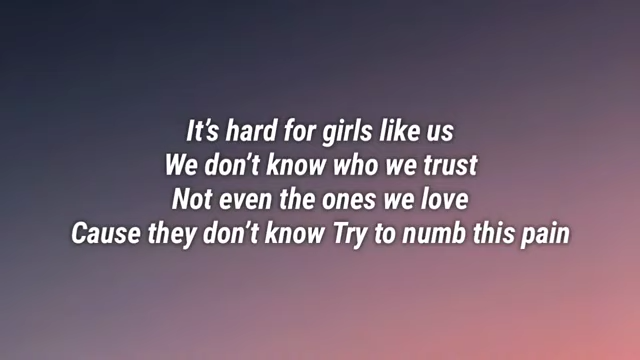 It's hard for girls like us
We don't know who we trust
Not even the ones we love
Cause they don't know Try to numb this pain